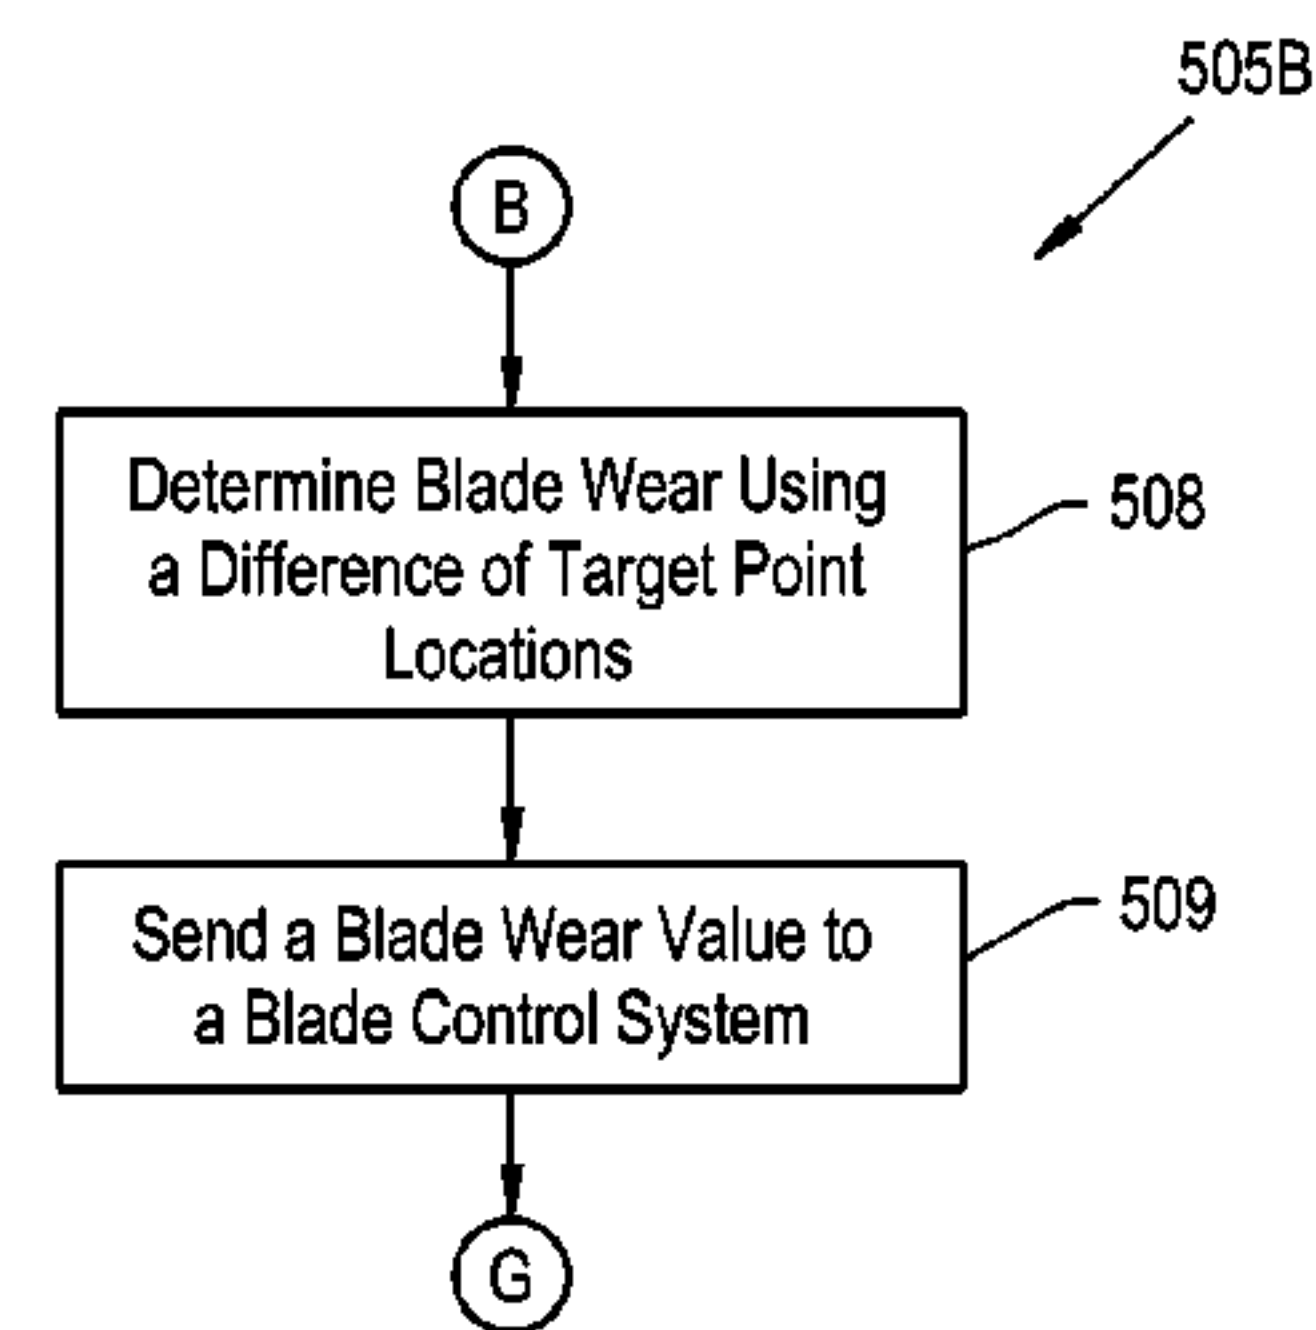 505B
B
Determine Blade Wear Using
a Difference of Target Point
Locations
508
Send a Blade Wear Value to
a Blade Control System
509
G